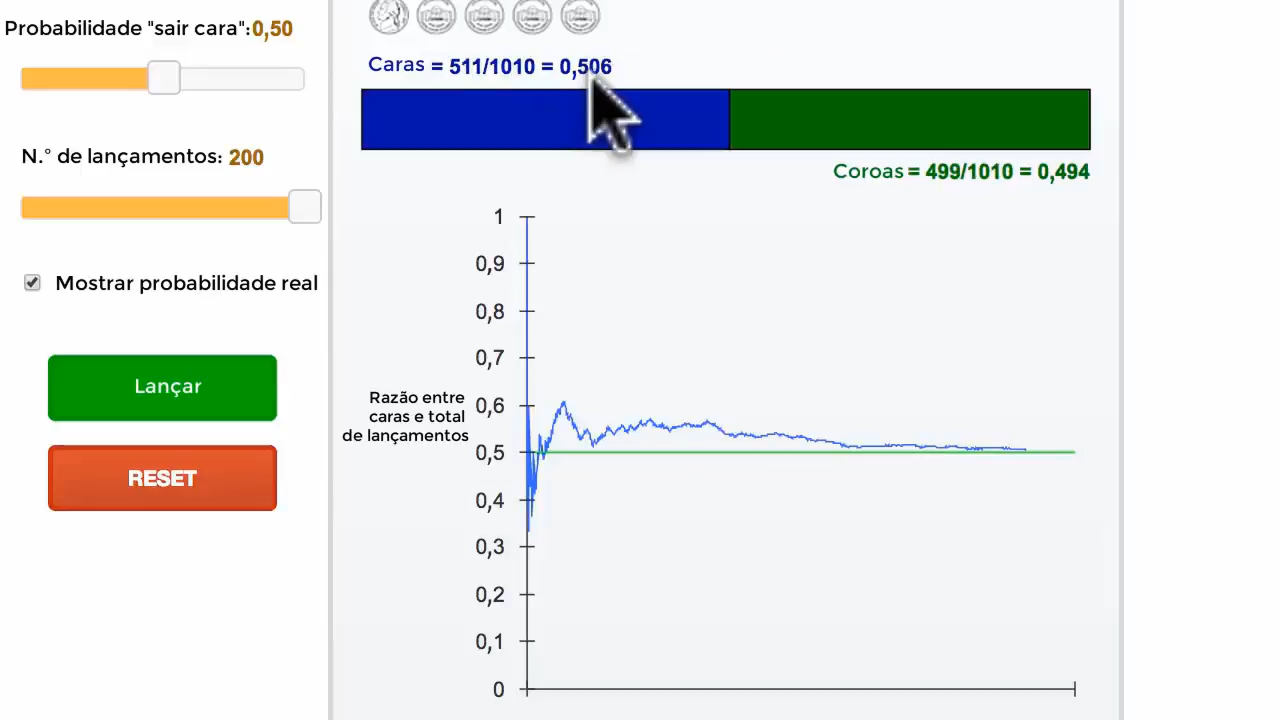 Probabilidade "sair cara":0,50
Caras = 511/1010 = 0,506
N.° de lançamentos: 200
Coroas = 499/1010 = 0,494
Mostrar probabilidade real
Lançar
RESET
Razão entre
caras e total
de lançamentos
1
0,9
0,8
0,7
0,6
0,5
0,4
0,3
0,2
0,1
0